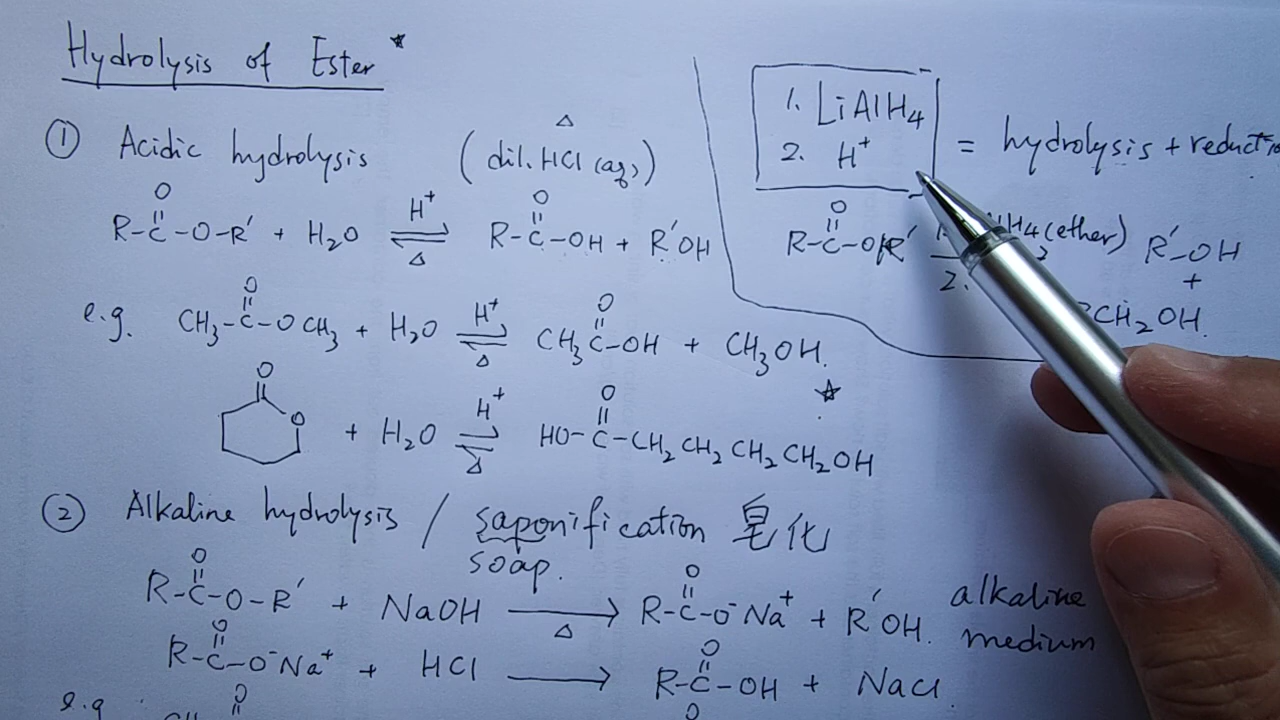 Hydrolysis of Ester *
① Acidic hydrolysis (dil. HCl (aq)) Δ
R-C(=O)-O-R' + H2O ⇌ (H+, Δ) R-C(=O)-OH + R'OH
e.g. CH3-C(=O)-OCH3 + H2O ⇌ (H+, Δ) CH3C(=O)-OH + CH3OH.
O O + H2O ⇌ (H+, Δ) HO-C(=O)-CH2CH2CH2CH2OH ☆
1. LiAlH4
2. H+
= hydrolysis + reduction
R-C(=O)-OR' 1. H4 (ether) R'-OH
2. +
CH2OH.
② Alkaline hydrolysis / saponification 皂化
soap.
R-C(=O)-O-R' + NaOH →(Δ) R-C(=O)-O-Na+ + R'OH. alkaline medium
R-C(=O)-O-Na+ + HCl → R-C(=O)-OH + NaCl
e.g